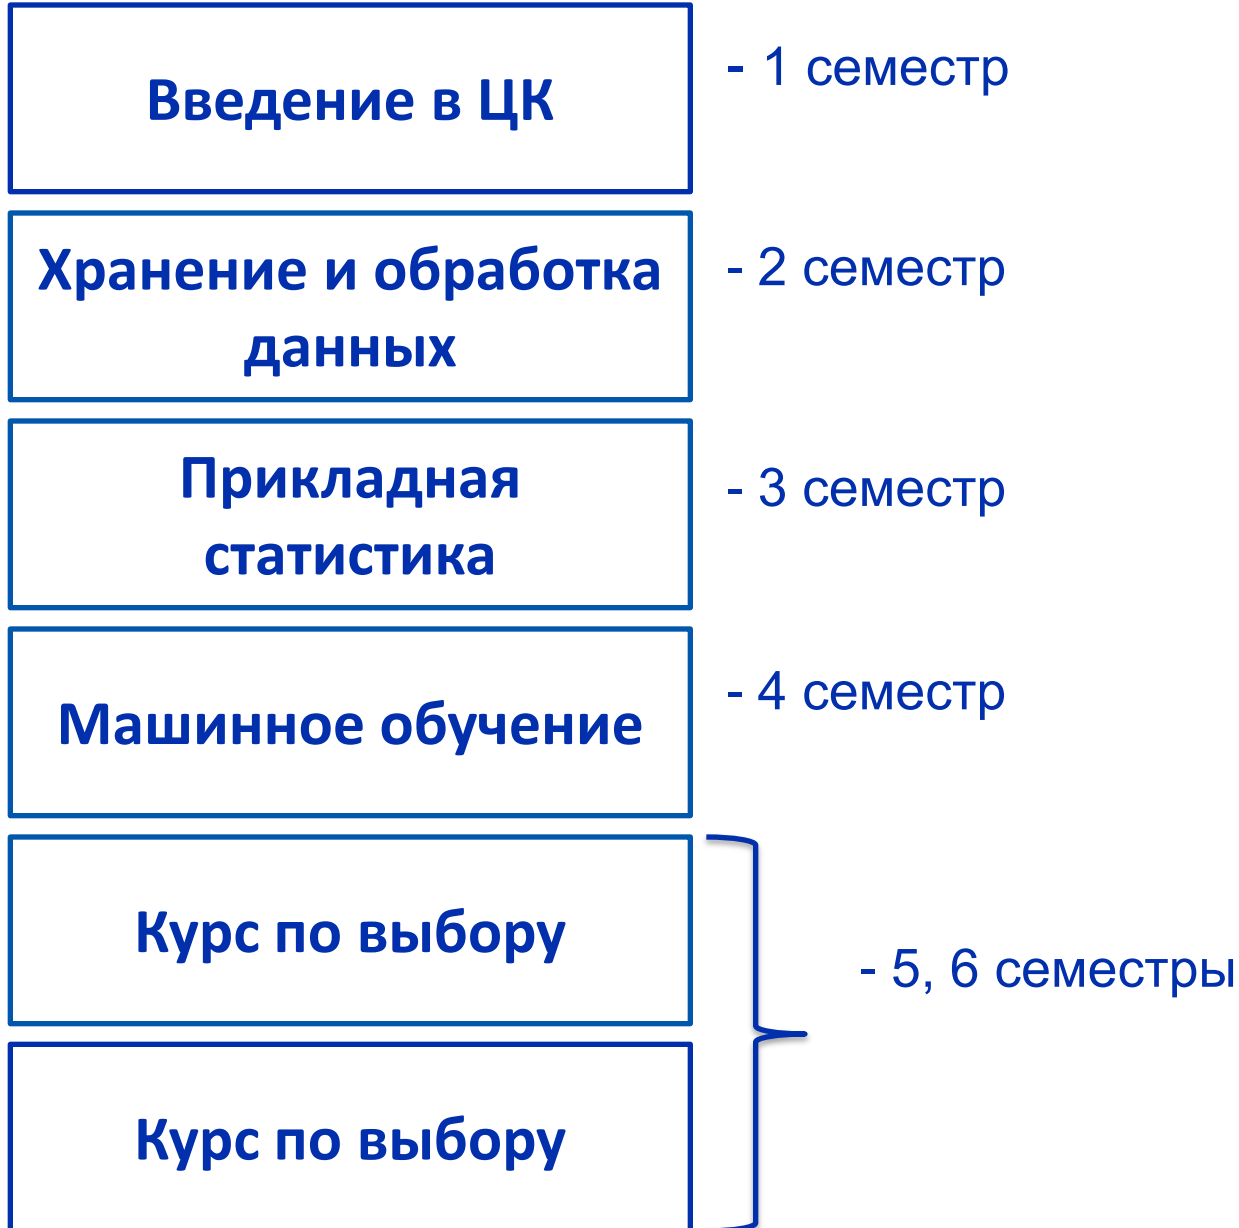 Введение в ЦК
- 1 семестр
Хранение и обработка
данных
- 2 семестр
Прикладная
статистика
- 3 семестр
Машинное обучение
- 4 семестр
Курс по выбору
- 5, 6 семестры
Курс по выбору